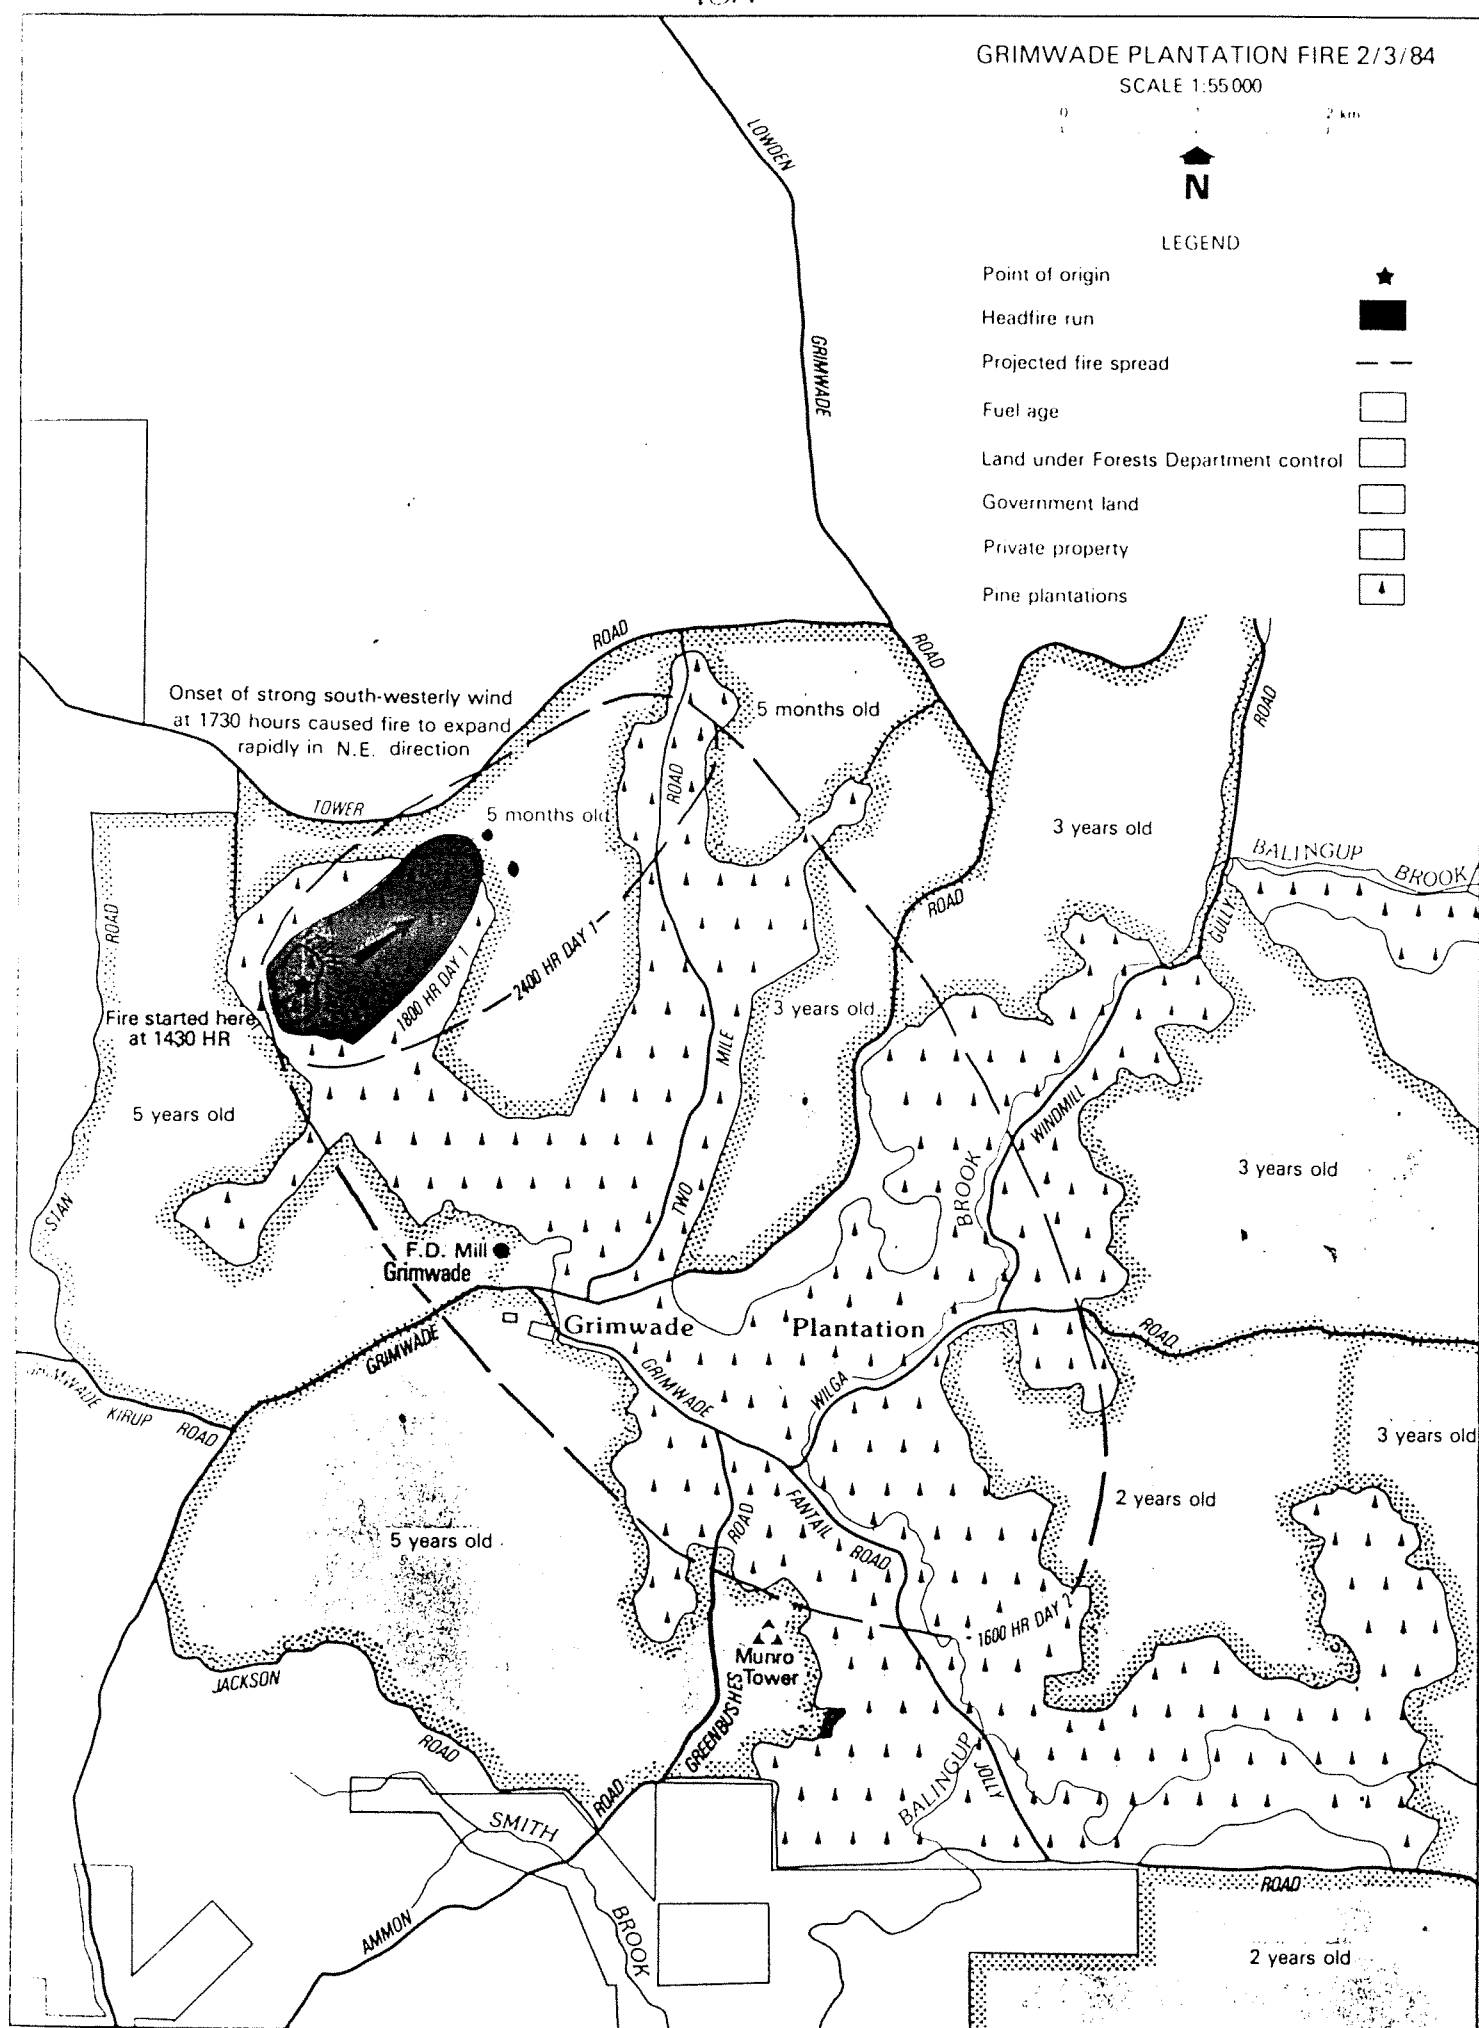 GRIMWADE PLANTATION FIRE 2/3/84
SCALE 1:55 000
0 1 2 km
N
LEGEND
Point of origin
Headfire run
Projected fire spread
Fuel age
Land under Forests Department control
Government land
Private property
Pine plantations
LOWDEN
GRIMWADE
ROAD
ROAD
Onset of strong south-westerly wind
at 1730 hours caused fire to expand
rapidly in N.E. direction
TOWER
5 months old
5 months old
ROAD
ROAD
3 years old
BALINGUP
BROOK
GULLY
ROAD
ROAD
1800 HR DAY 1
2400 HR DAY 1
Fire started here
at 1430 HR
3 years old
MILE
TWO
WINDMILL
BROOK
5 years old
3 years old
STAN
F.D. Mill
Grimwade
Grimwade
Plantation
GRIMWADE
GRIMWADE
WILGA
ROAD
KIRUP
ROAD
3 years old
2 years old
FANTAIL
ROAD
ROAD
5 years old
1600 HR DAY 2
Munro
Tower
JACKSON
ROAD
GREENBUSHES
ROAD
BALINGUP
JOLLY
SMITH
BROOK
AMMON
ROAD
2 years old